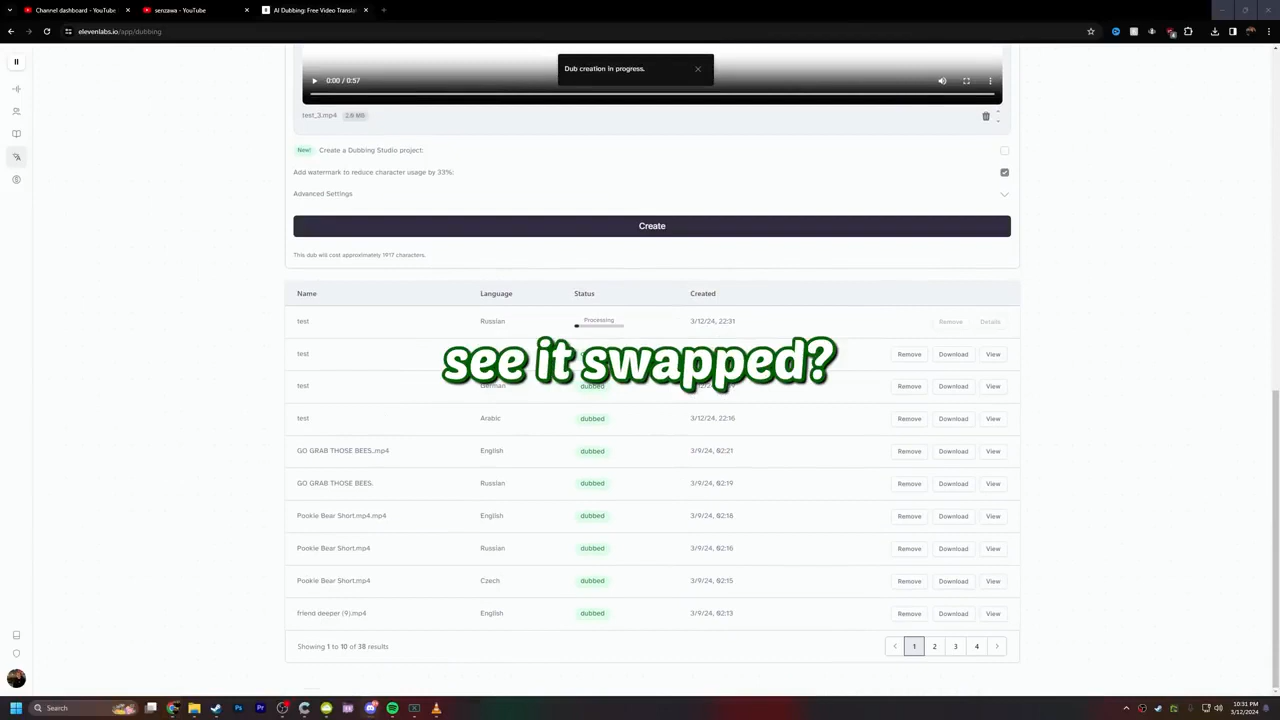 Channel dashboard - YouTube
senzawa - YouTube
AI Dubbing: Free Video Translat
elevenlabs.io/app/dubbing
Dub creation in progress.
0:00 / 0:57
test_3.mp4 2.0 MB
New! Create a Dubbing Studio project:
Add watermark to reduce character usage by 33%:
Advanced Settings
Create
This dub will cost approximately 1917 characters.
Name Language Status Created
test Russian Processing 3/12/24, 22:31 Remove Details
see it swapped?
test Remove Download View
test German dubbed Remove Download View
test Arabic dubbed 3/12/24, 22:16 Remove Download View
GO GRAB THOSE BEES..mp4 English dubbed 3/9/24, 02:21 Remove Download View
GO GRAB THOSE BEES. Russian dubbed 3/9/24, 02:19 Remove Download View
Pookie Bear Short.mp4.mp4 English dubbed 3/9/24, 02:18 Remove Download View
Pookie Bear Short.mp4 Russian dubbed 3/9/24, 02:16 Remove Download View
Pookie Bear Short.mp4 Czech dubbed 3/9/24, 02:15 Remove Download View
friend deeper (9).mp4 English dubbed 3/9/24, 02:13 Remove Download View
Showing 1 to 10 of 38 results
1 2 3 4
Search
10:31 PM
3/12/2024